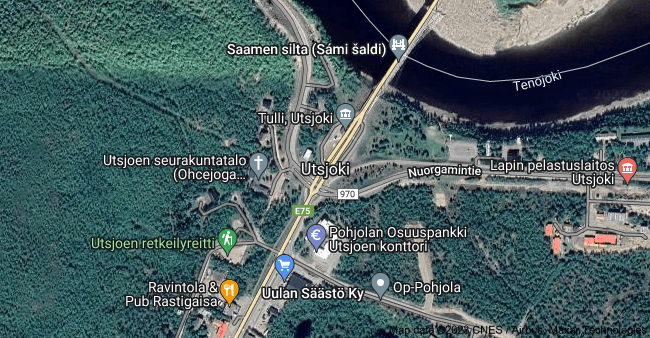 Saamen silta (Sámi šaldi)
Tenojoki
Tulli, Utsjoki
Utsjoen seurakuntatalo
(Ohcejoga...
Utsjoki
Nuorgamintie
Lapin pelastuslaitos
Utsjoki
970
E75
Utsjoen retkeilyreitti
Pohjolan Osuuspankki
Utsjoen konttori
€
Ravintola &
Pub Rastigaisa
Uulan Säästö Ky
Op-Pohjola
Map data ©2023 CNES / Airbus, Maxar Technologies